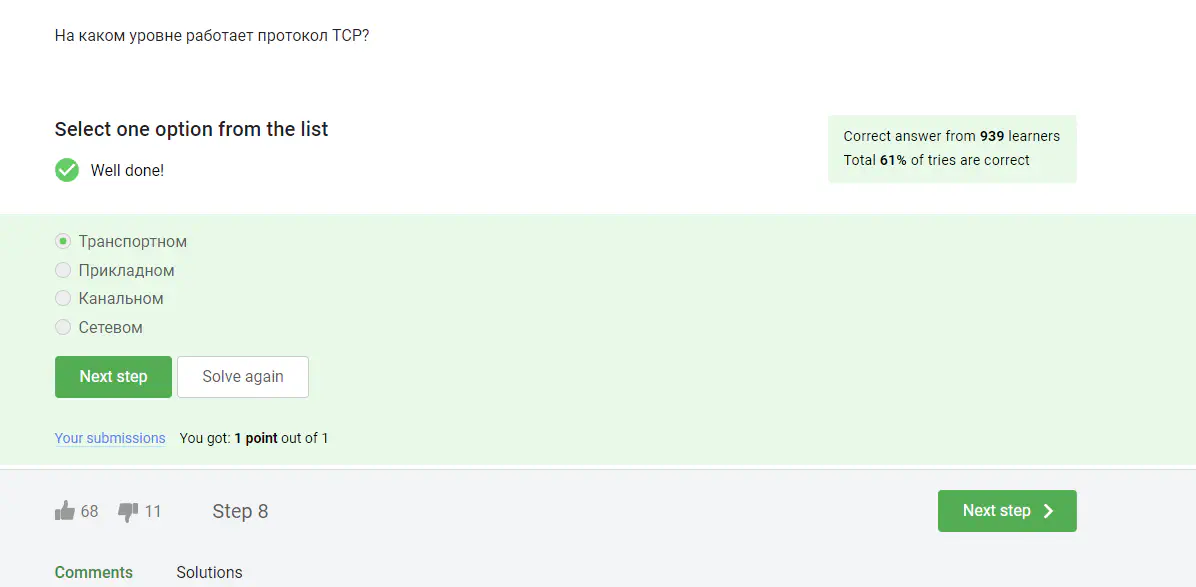 На каком уровне работает протокол TCP?
Select one option from the list
Well done!
Correct answer from 939 learners
Total 61% of tries are correct
Транспортном
Прикладном
Канальном
Сетевом
Next step
Solve again
Your submissions
You got: 1 point out of 1
68
11
Step 8
Next step
Comments
Solutions